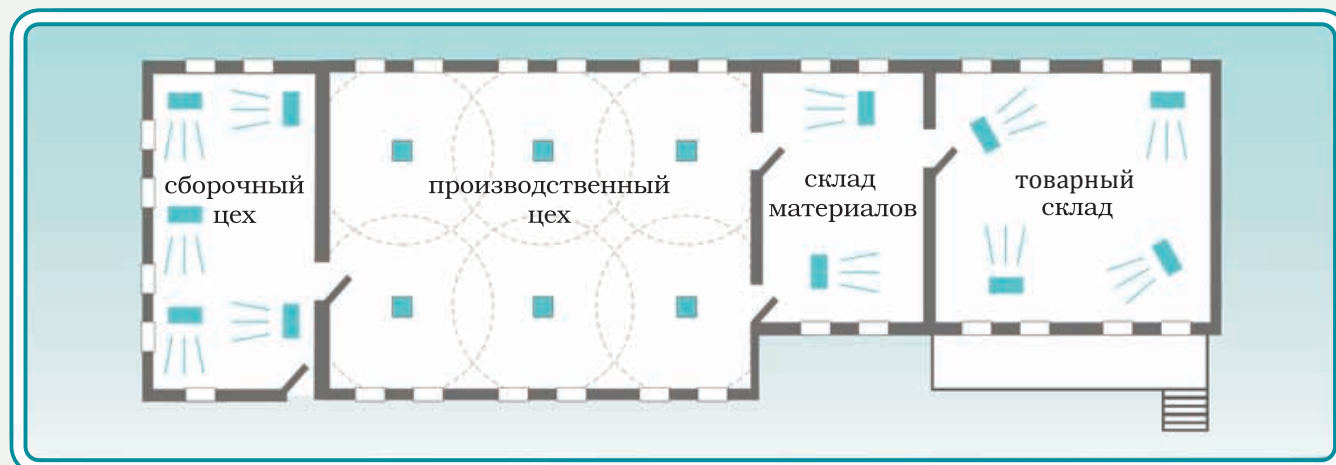 сборочный
цех
производственный
цех
склад
материалов
товарный
склад